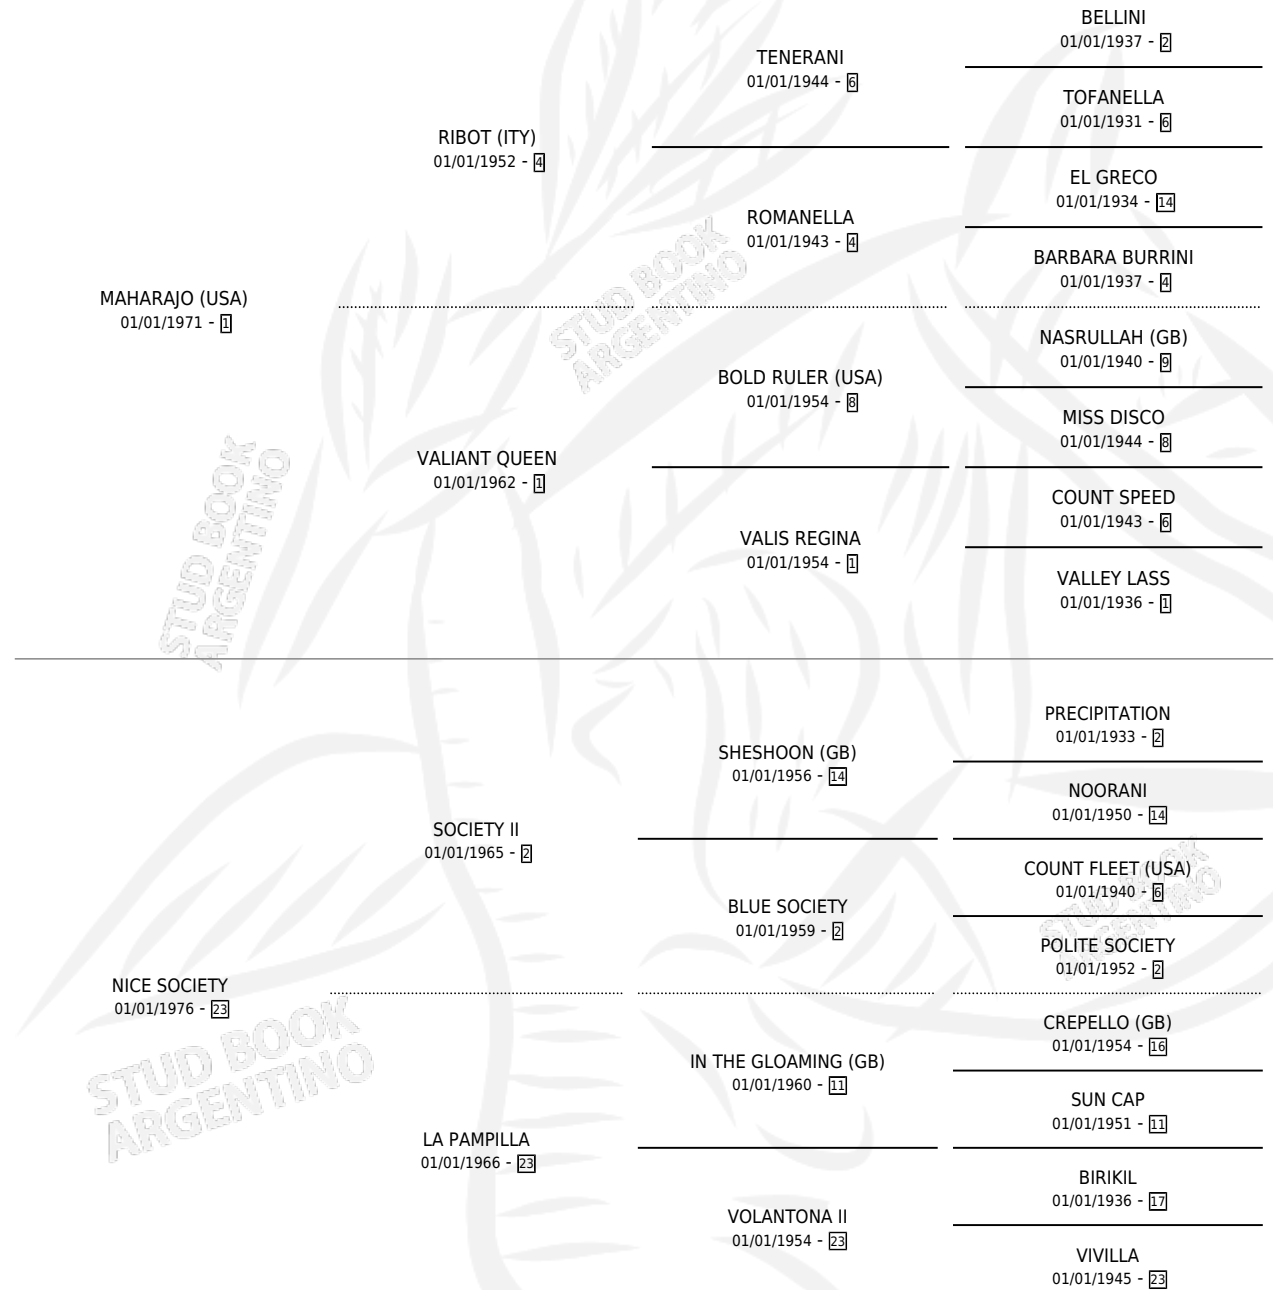 BELLINI
01/01/1937 - 2
TENERANI
01/01/1944 - 6
TOFANELLA
01/01/1931 - 6
RIBOT (ITY)
01/01/1952 - 4
EL GRECO
01/01/1934 - 14
ROMANELLA
01/01/1943 - 4
BARBARA BURRINI
01/01/1937 - 4
MAHARAJO (USA)
01/01/1971 - 1
STUD BOOK
ARGENTINO
NASRULLAH (GB)
01/01/1940 - 9
BOLD RULER (USA)
01/01/1954 - 8
MISS DISCO
01/01/1944 - 8
VALIANT QUEEN
01/01/1962 - 1
COUNT SPEED
01/01/1943 - 6
VALIS REGINA
01/01/1954 - 1
VALLEY LASS
01/01/1936 - 1
STUD BOOK
ARGENTINO
PRECIPITATION
01/01/1933 - 2
SHESHOON (GB)
01/01/1956 - 14
NOORANI
01/01/1950 - 14
SOCIETY II
01/01/1965 - 2
COUNT FLEET (USA)
01/01/1940 - 6
BLUE SOCIETY
01/01/1959 - 2
POLITE SOCIETY
01/01/1952 - 2
STUD BOOK
ARGENTINO
NICE SOCIETY
01/01/1976 - 23
CREPELLO (GB)
01/01/1954 - 16
IN THE GLOAMING (GB)
01/01/1960 - 11
SUN CAP
01/01/1951 - 11
STUD BOOK
ARGENTINO
LA PAMPILLA
01/01/1966 - 23
BIRIKIL
01/01/1936 - 17
VOLANTONA II
01/01/1954 - 23
VIVILLA
01/01/1945 - 23